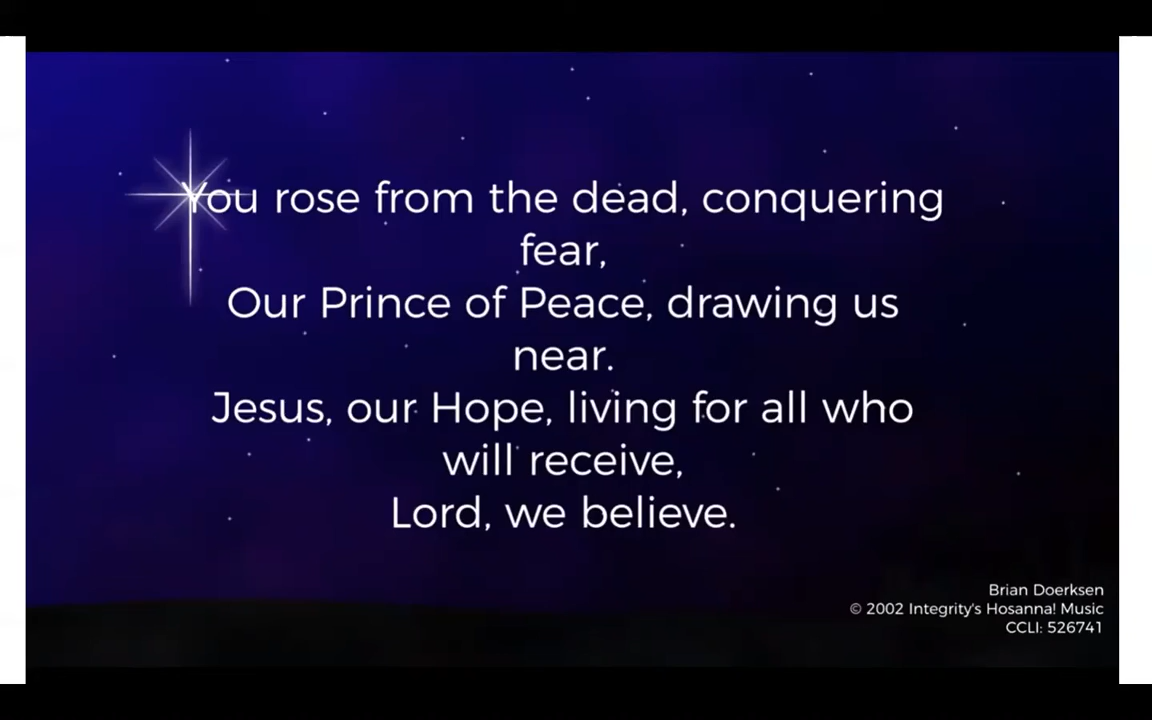 You rose from the dead, conquering
fear,
Our Prince of Peace, drawing us
near.
Jesus, our Hope, living for all who
will receive,
Lord, we believe.
Brian Doerksen
© 2002 Integrity's Hosanna! Music
CCLI: 526741